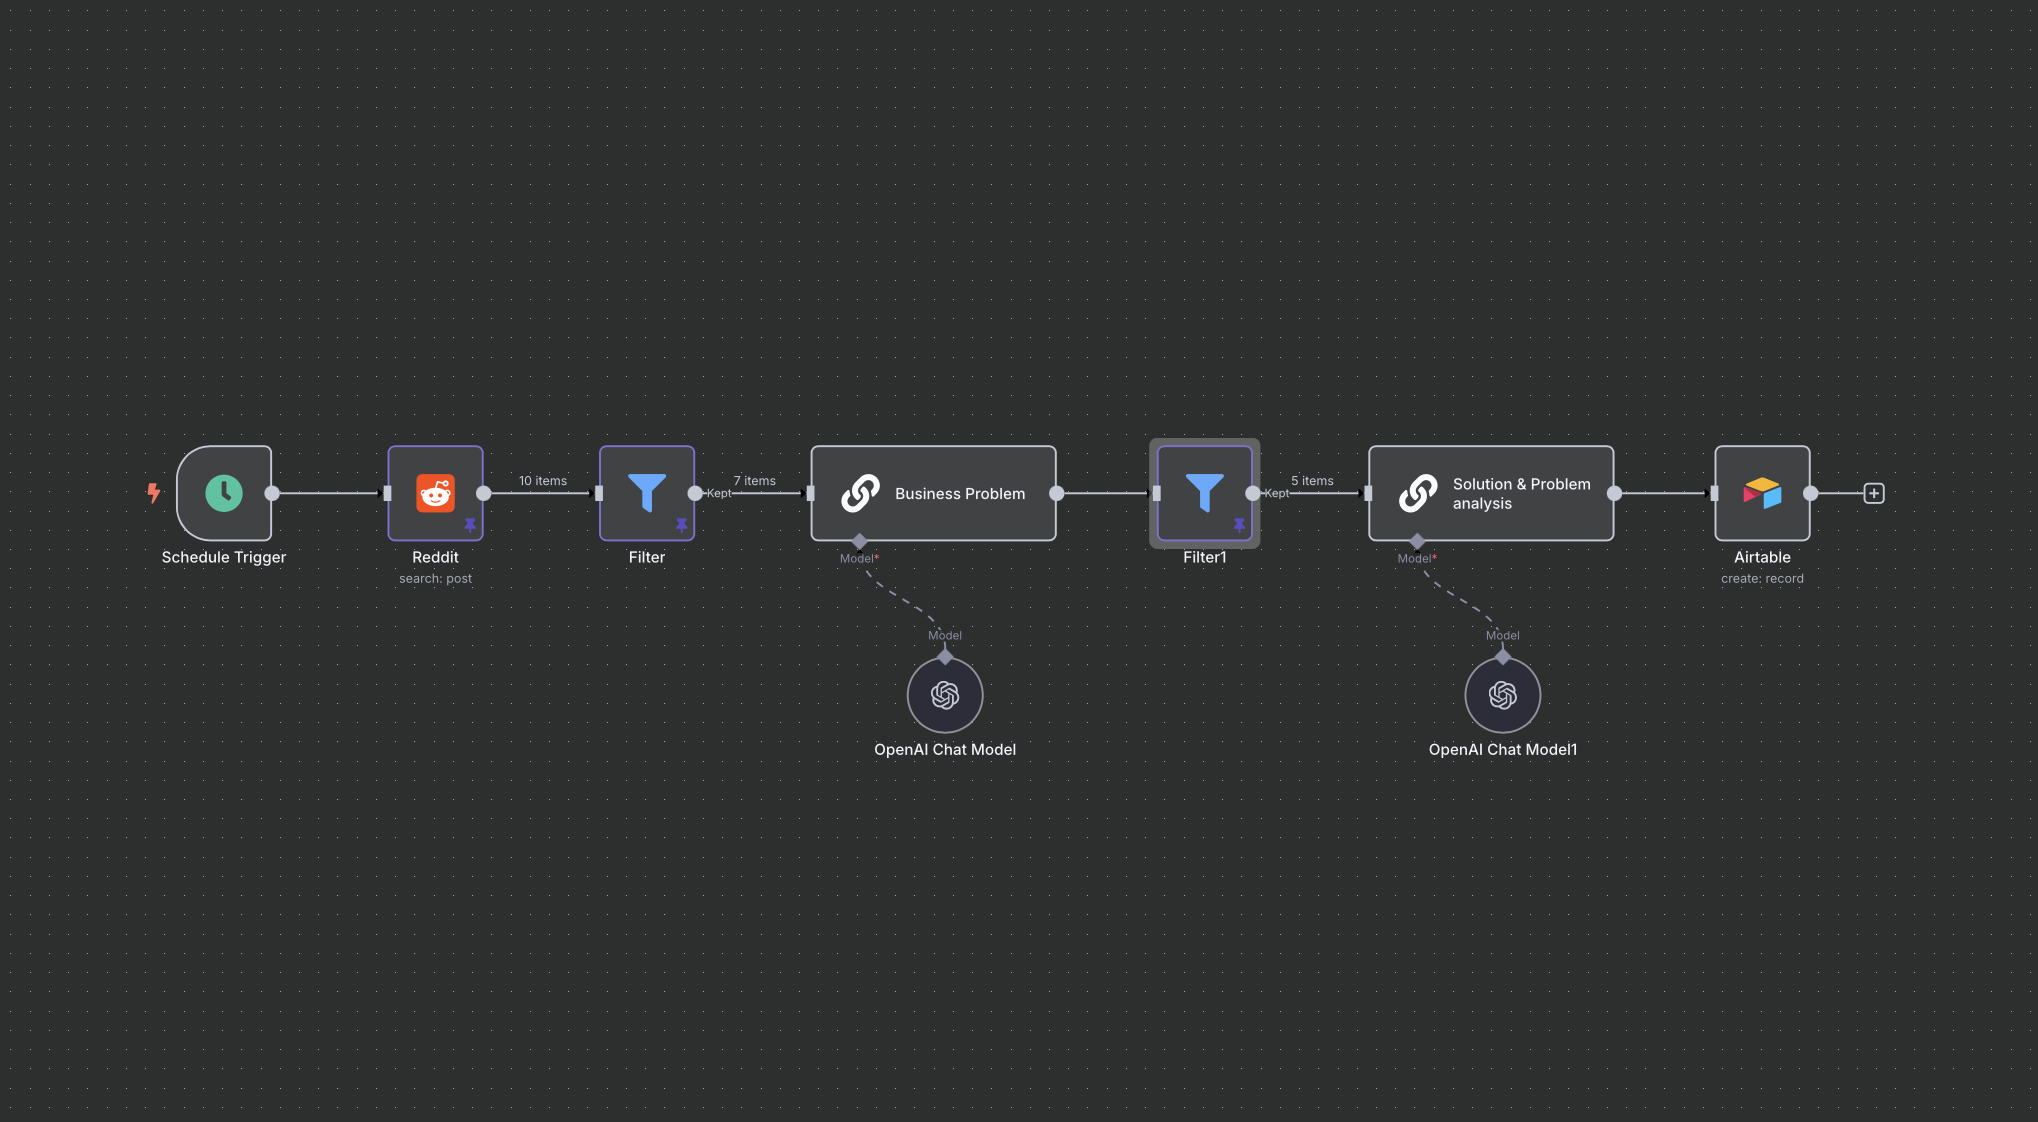 10 items
Kept
7 items
Business Problem
Kept
5 items
Solution & Problem
analysis
Schedule Trigger
Reddit
search: post
Filter
Model*
Filter1
Model*
Airtable
create: record
Model
Model
OpenAI Chat Model
OpenAI Chat Model1